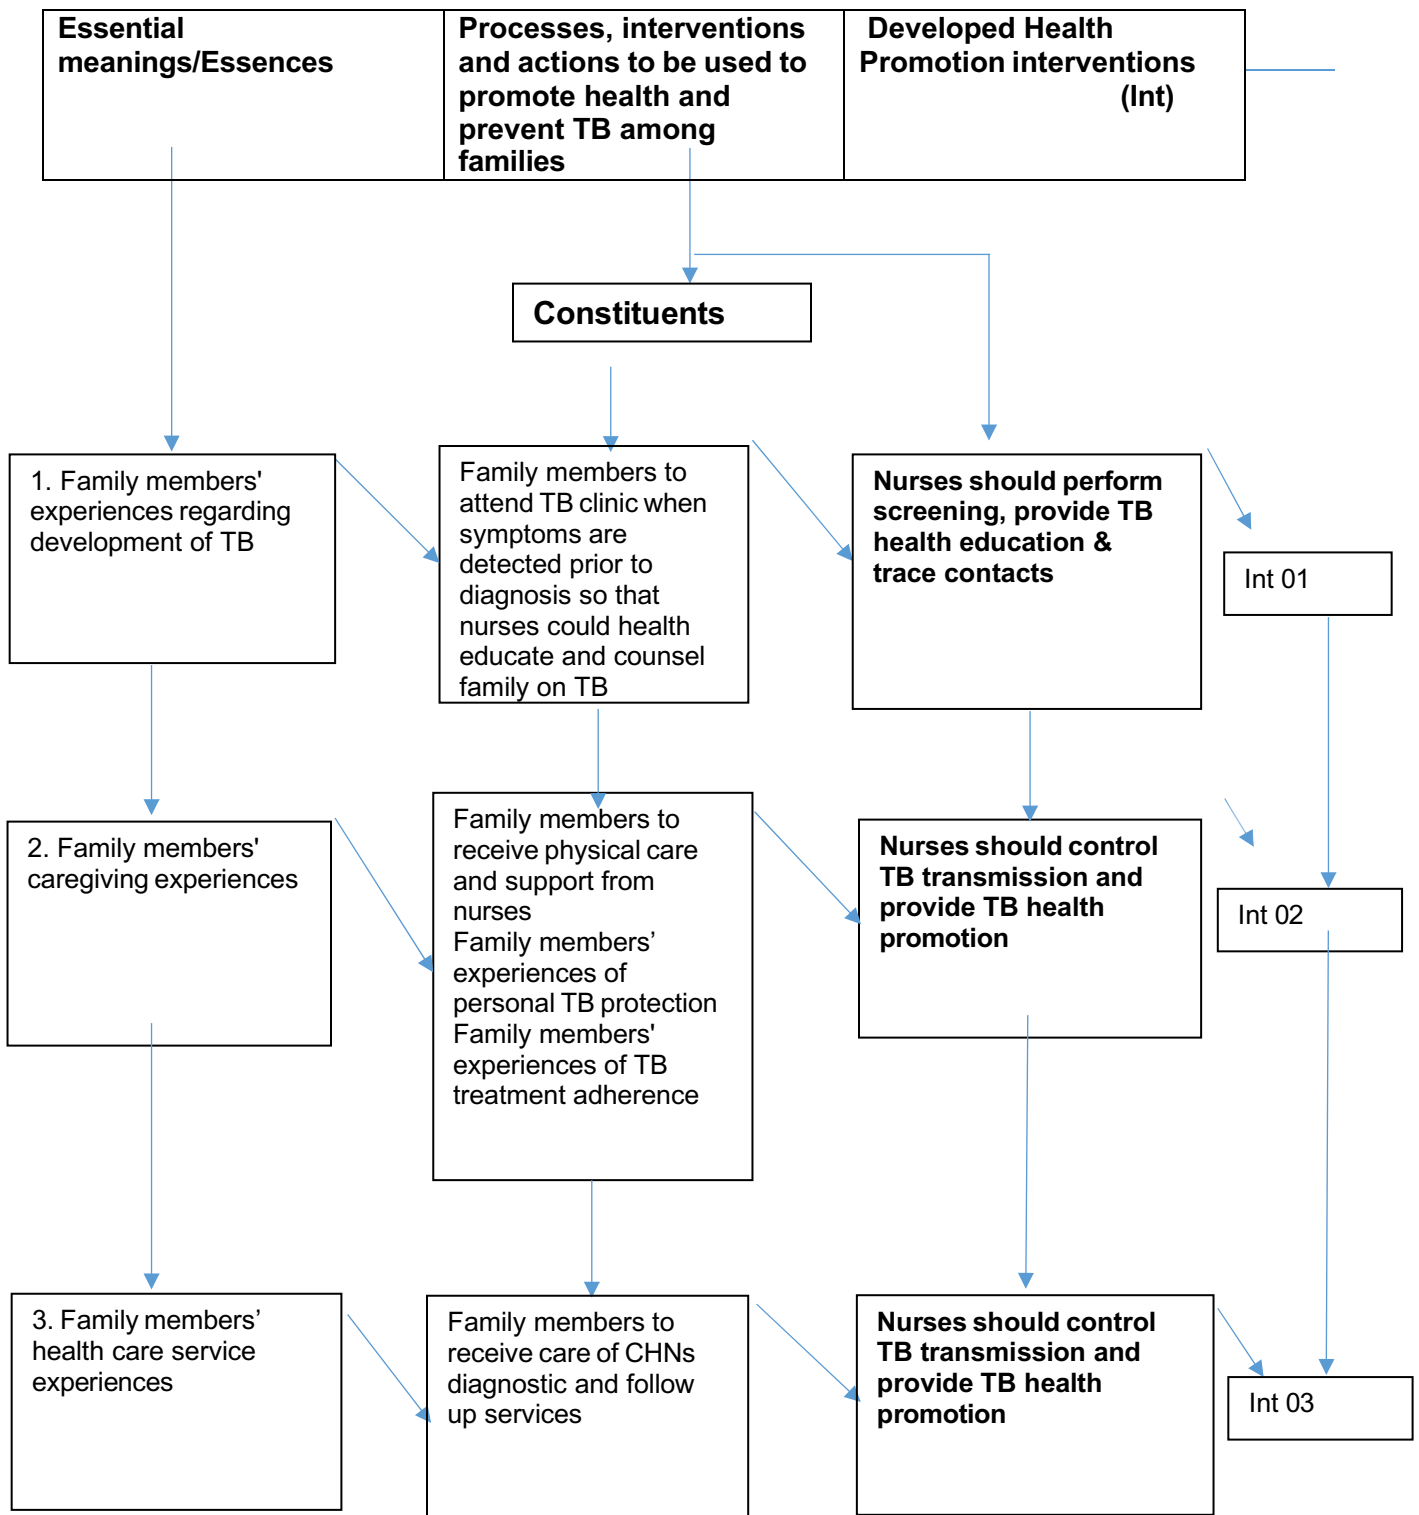 Essential
meanings/Essences
Processes, interventions
and actions to be used to
promote health and
prevent TB among
families
Developed Health
Promotion interventions
(Int)
Constituents
1. Family members'
experiences regarding
development of TB
Family members to
attend TB clinic when
symptoms are
detected prior to
diagnosis so that
nurses could health
educate and counsel
family on TB
Nurses should perform
screening, provide TB
health education &
trace contacts
Int 01
2. Family members'
caregiving experiences
Family members to
receive physical care
and support from
nurses
Family members’
experiences of
personal TB protection
Family members'
experiences of TB
treatment adherence
Nurses should control
TB transmission and
provide TB health
promotion
Int 02
3. Family members’
health care service
experiences
Family members to
receive care of CHNs
diagnostic and follow
up services
Nurses should control
TB transmission and
provide TB health
promotion
Int 03